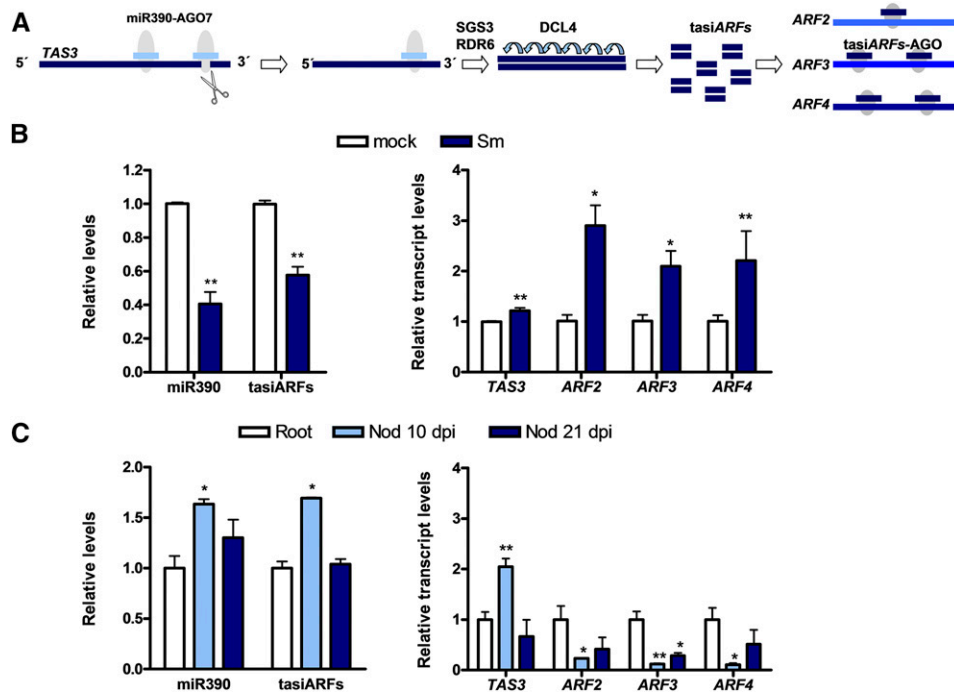 A
miR390-AGO7
TAS3
5´
3´
3´
SGS3
RDR6
DCL4
tasiARFs
ARF2
tasiARFs-AGO
ARF3
ARF4
B
mock
Sm
Relative levels
1.2
1.0
0.8
0.6
0.4
0.2
0.0
**
**
miR390
tasiARFs
Relative transcript levels
4
3
2
1
0
**
*
*
**
TAS3
ARF2
ARF3
ARF4
C
Root
Nod 10 dpi
Nod 21 dpi
Relative levels
2.0
1.5
1.0
0.5
0.0
*
*
miR390
tasiARFs
Relative transcript levels
4
3
2
1
0
**
*
**
*
*
TAS3
ARF2
ARF3
ARF4